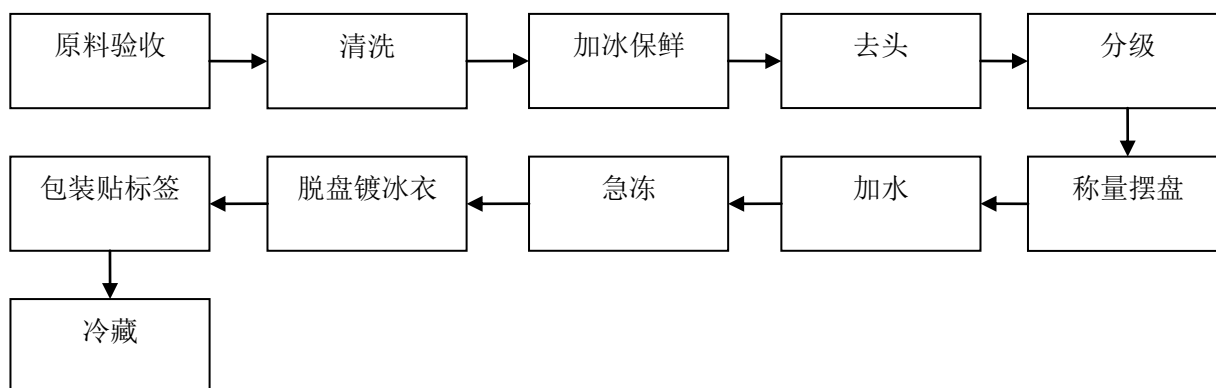 原料验收
清洗
加冰保鲜
去头
分级
称量摆盘
加水
急冻
脱盘镀冰衣
包装贴标签
冷藏